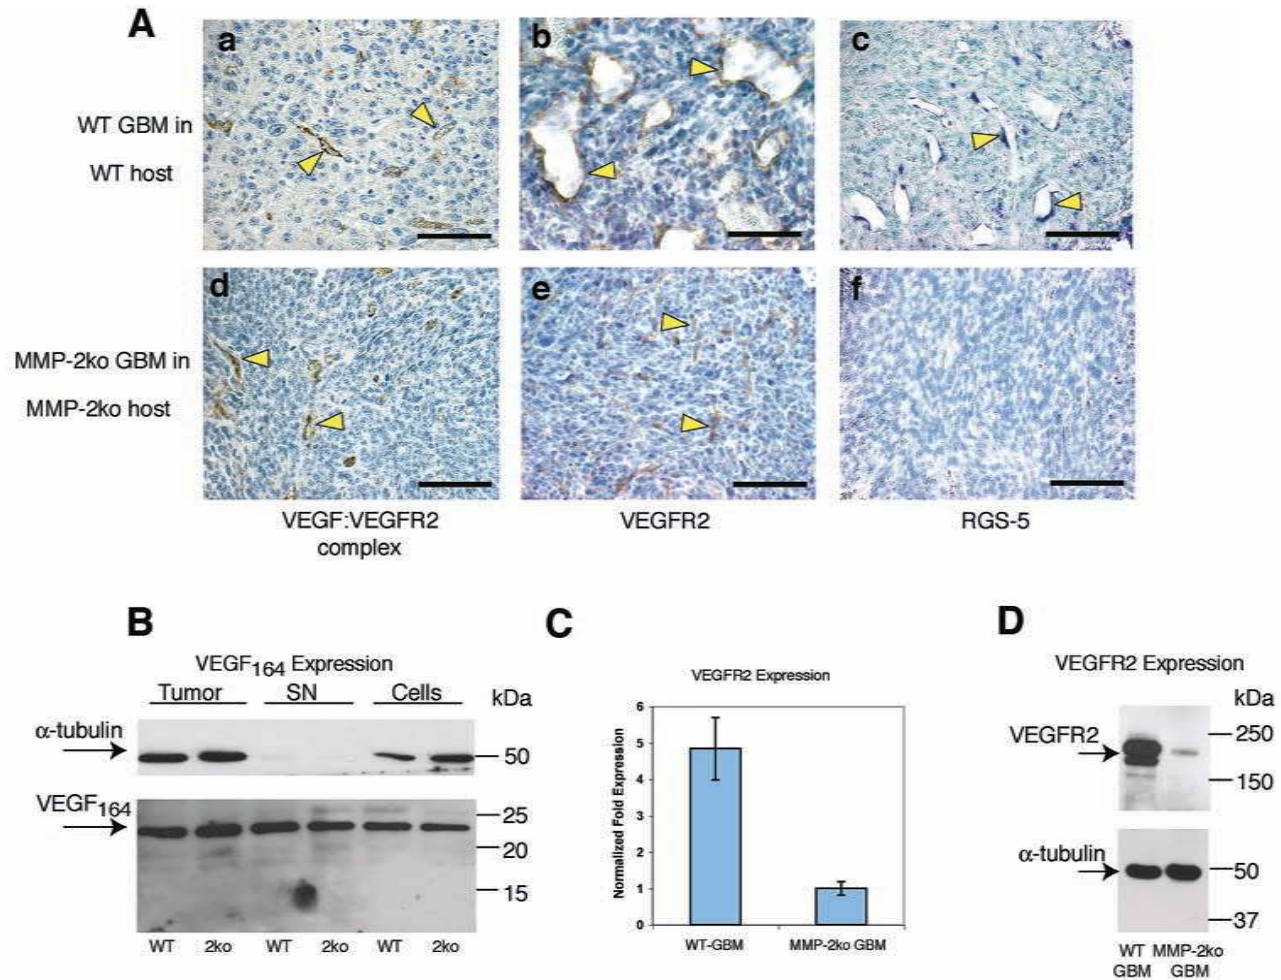 A
a
b
c
WT GBM in
WT host
d
e
f
MMP-2ko GBM in
MMP-2ko host
VEGF:VEGFR2
complex
VEGFR2
RGS-5
B
VEGF164 Expression
Tumor SN Cells kDa
α-tubulin
50
VEGF164
25
20
15
WT 2ko WT 2ko WT 2ko
C
VEGFR2 Expression
Normalized Fold Expression
6
5
4
3
2
1
0
WT-GBM MMP-2ko GBM
D
VEGFR2 Expression
kDa
VEGFR2
250
150
α-tubulin
50
37
WT MMP-2ko
GBM GBM